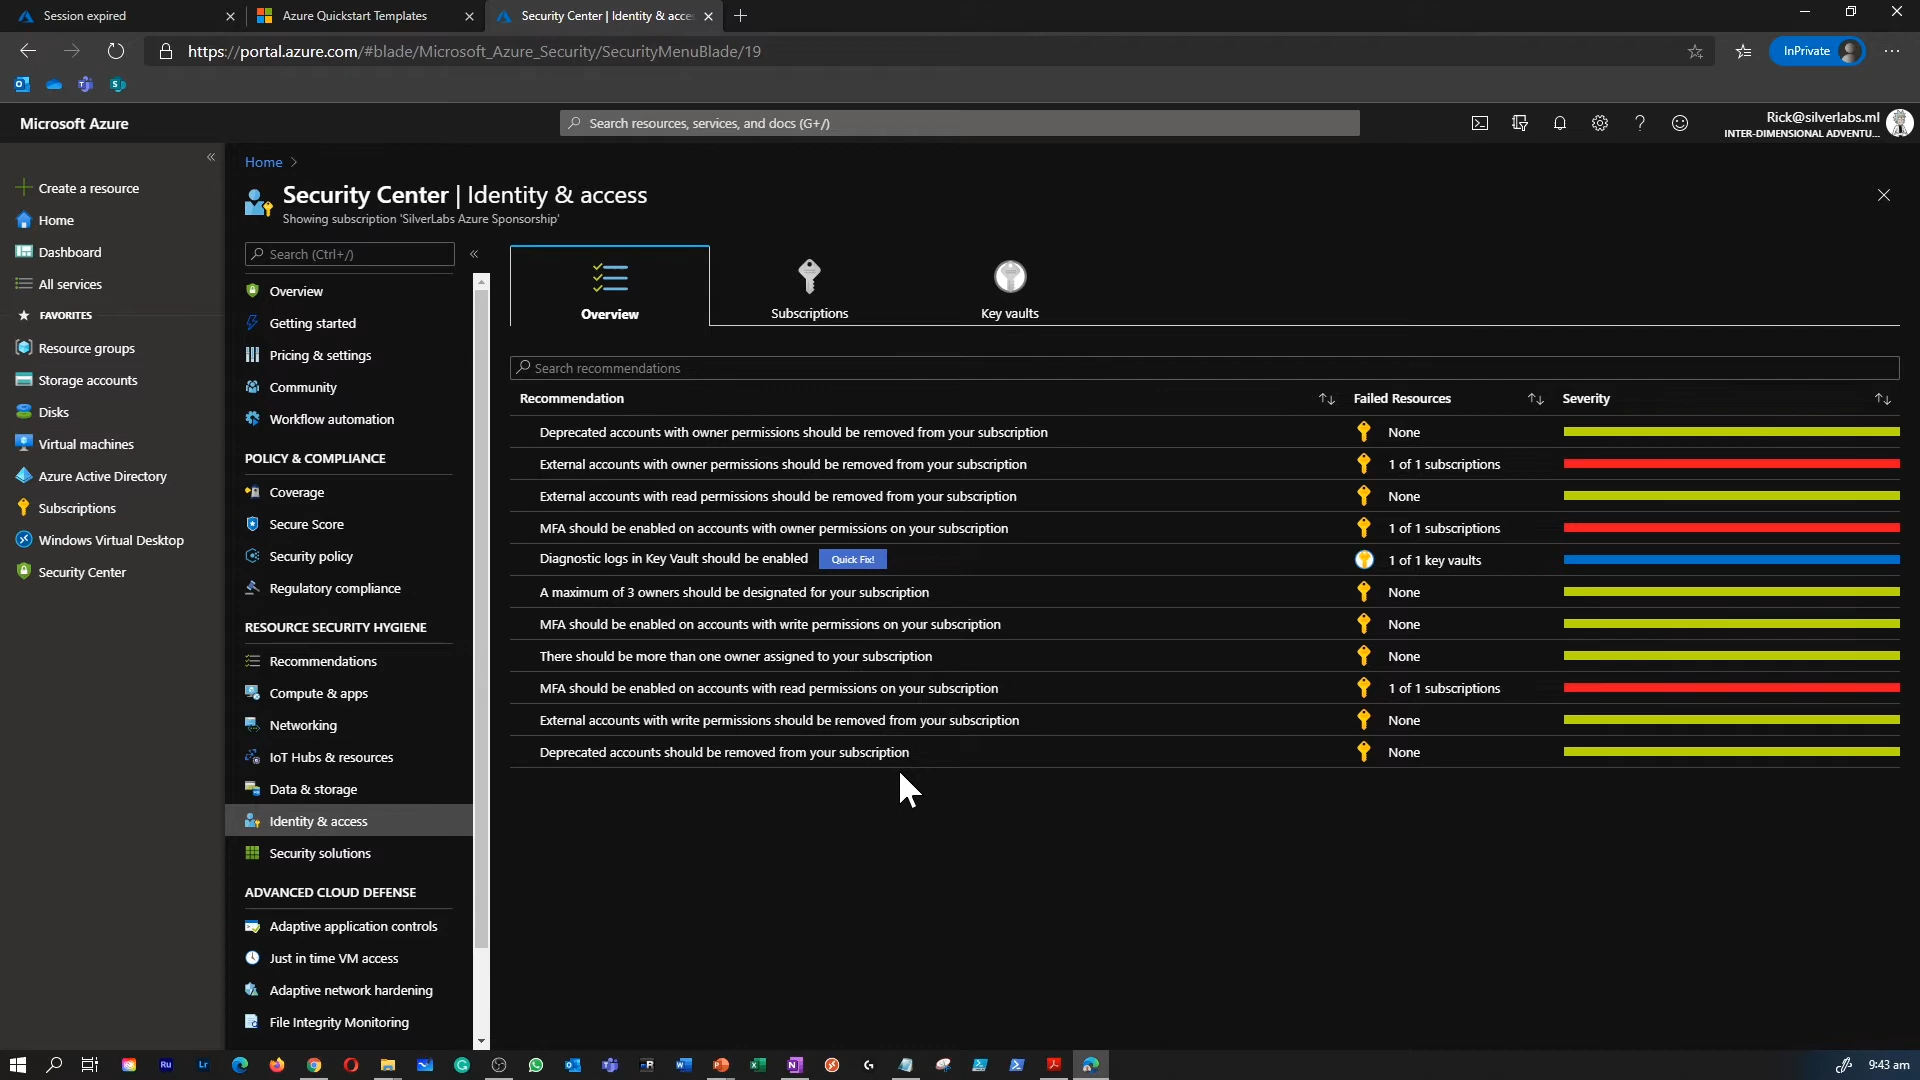 Session expired
Azure Quickstart Templates
Security Center | Identity & acce
https://portal.azure.com/#blade/Microsoft_Azure_Security/SecurityMenuBlade/19
InPrivate
Microsoft Azure
Search resources, services, and docs (G+/)
Rick@silverlabs.ml
INTER-DIMENSIONAL ADVENTU...
Create a resource
Home
Dashboard
All services
FAVORITES
Resource groups
Storage accounts
Disks
Virtual machines
Azure Active Directory
Subscriptions
Windows Virtual Desktop
Security Center
Home
Security Center | Identity & access
Showing subscription 'SilverLabs Azure Sponsorship'
Search (Ctrl+/)
Overview
Getting started
Pricing & settings
Community
Workflow automation
POLICY & COMPLIANCE
Coverage
Secure Score
Security policy
Regulatory compliance
RESOURCE SECURITY HYGIENE
Recommendations
Compute & apps
Networking
IoT Hubs & resources
Data & storage
Identity & access
Security solutions
ADVANCED CLOUD DEFENSE
Adaptive application controls
Just in time VM access
Adaptive network hardening
File Integrity Monitoring
Overview
Subscriptions
Key vaults
Search recommendations
Recommendation Failed Resources Severity
Deprecated accounts with owner permissions should be removed from your subscription None
External accounts with owner permissions should be removed from your subscription 1 of 1 subscriptions
External accounts with read permissions should be removed from your subscription None
MFA should be enabled on accounts with owner permissions on your subscription 1 of 1 subscriptions
Diagnostic logs in Key Vault should be enabled Quick Fix! 1 of 1 key vaults
A maximum of 3 owners should be designated for your subscription None
MFA should be enabled on accounts with write permissions on your subscription None
There should be more than one owner assigned to your subscription None
MFA should be enabled on accounts with read permissions on your subscription 1 of 1 subscriptions
External accounts with write permissions should be removed from your subscription None
Deprecated accounts should be removed from your subscription None
Ru
Lr
9:43 am